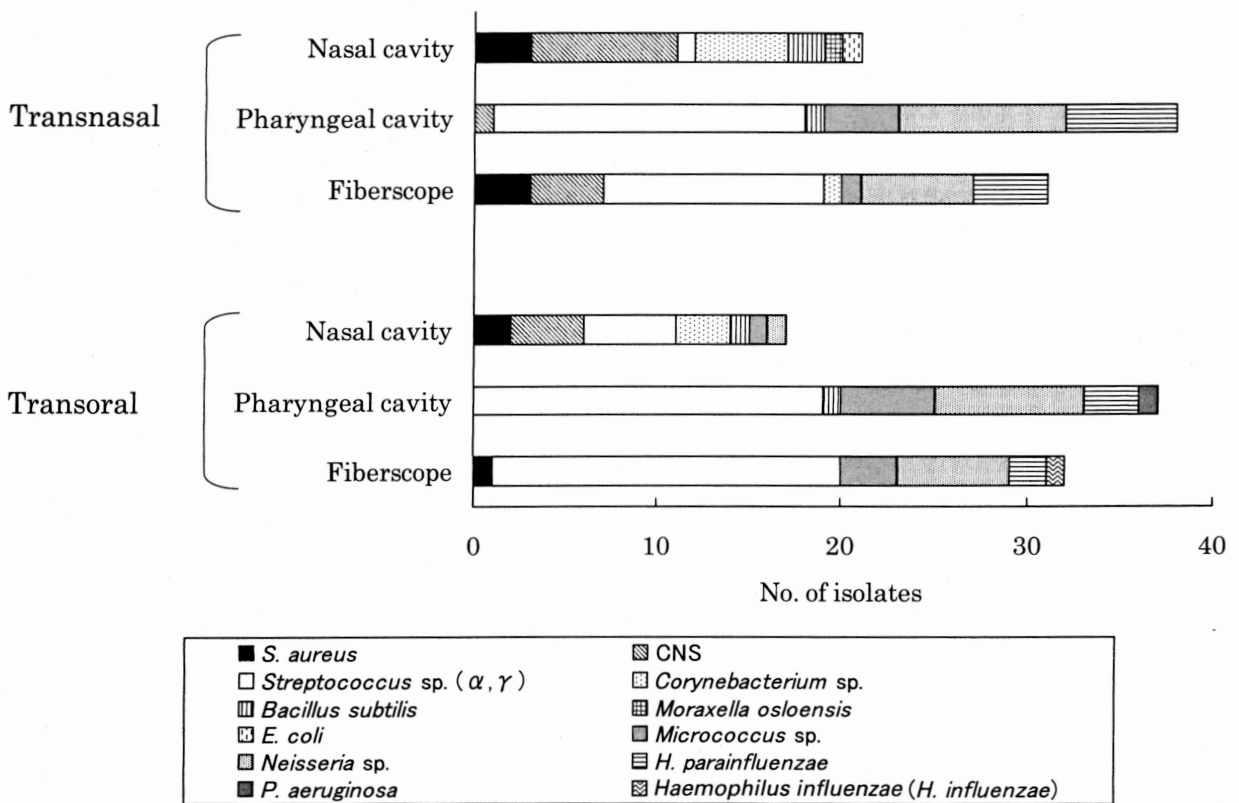 Transnasal
Nasal cavity
Pharyngeal cavity
Fiberscope
Transoral
Nasal cavity
Pharyngeal cavity
Fiberscope
0 10 20 30 40
No. of isolates
S. aureus CNS
Streptococcus sp. (α, γ) Corynebacterium sp.
Bacillus subtilis Moraxella osloensis
E. coli Micrococcus sp.
Neisseria sp. H. parainfluenzae
P. aeruginosa Haemophilus influenzae (H. influenzae)